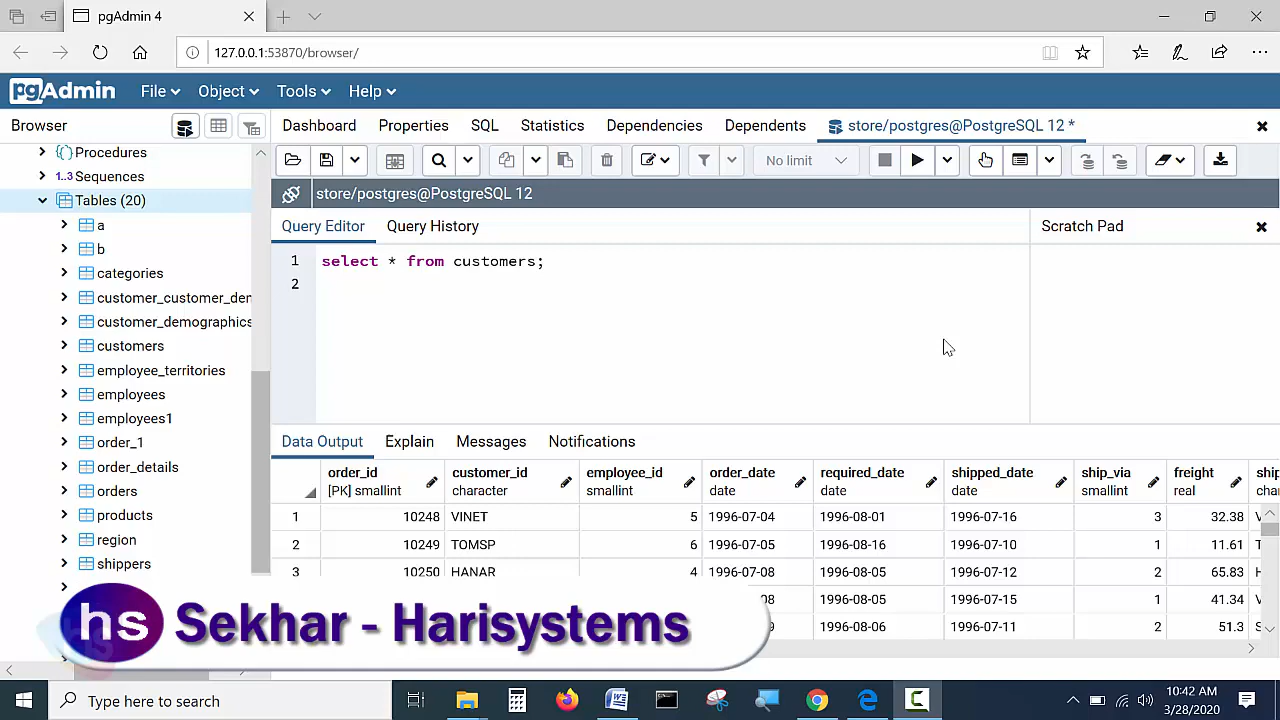 pgAdmin 4
127.0.0.1:53870/browser/
pgAdmin File Object Tools Help
Browser
Dashboard Properties SQL Statistics Dependencies Dependents store/postgres@PostgreSQL 12 *
No limit
store/postgres@PostgreSQL 12
Procedures
1..3 Sequences
Tables (20)
a
b
categories
customer_customer_den
customer_demographics
customers
employee_territories
employees
employees1
order_1
order_details
orders
products
region
shippers
Query Editor Query History Scratch Pad
1 select * from customers;
2
Data Output Explain Messages Notifications
order_id customer_id employee_id order_date required_date shipped_date ship_via freight ship
[PK] smallint character smallint date date date smallint real cha
1 10248 VINET 5 1996-07-04 1996-08-01 1996-07-16 3 32.38 V
2 10249 TOMSP 6 1996-07-05 1996-08-16 1996-07-10 1 11.61 T
3 10250 HANAR 4 1996-07-08 1996-08-05 1996-07-12 2 65.83 H
08 1996-08-05 1996-07-15 1 41.34 V
9 1996-08-06 1996-07-11 2 51.3 S
hs Sekhar - Harisystems
Type here to search
10:42 AM
3/28/2020